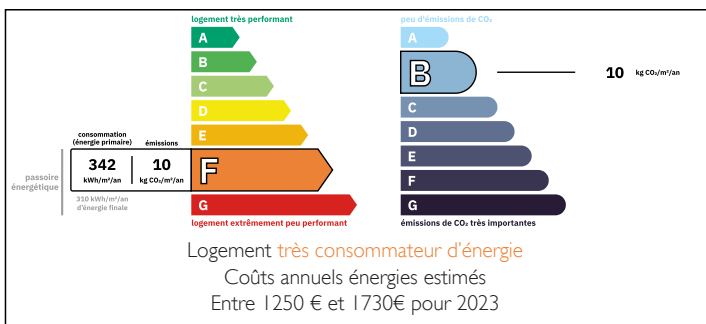 logement très performant
A
B
C
D
E
consommation
(énergie primaire)
émissions
passoire
énergétique
342
kWh/m²/an
10
kg CO₂/m²/an
F
310 kWh/m²/an
d'énergie finale
G
logement extrêmement peu performant
peu d'émissions de CO₂
A
B
10 kg CO₂/m²/an
C
D
E
F
G
émissions de CO₂ très importantes
Logement très consommateur d'énergie
Coûts annuels énergies estimés
Entre 1250 € et 1730€ pour 2023